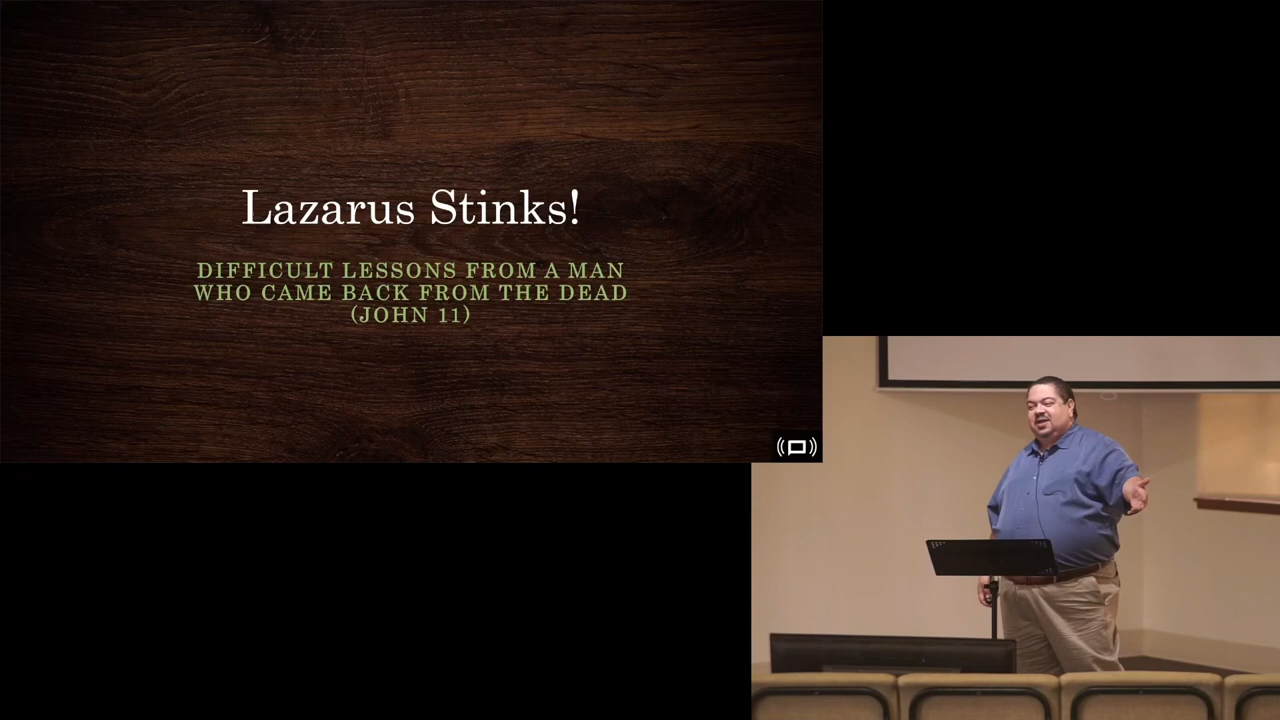 Lazarus Stinks!
DIFFICULT LESSONS FROM A MAN
WHO CAME BACK FROM THE DEAD
(JOHN 11)